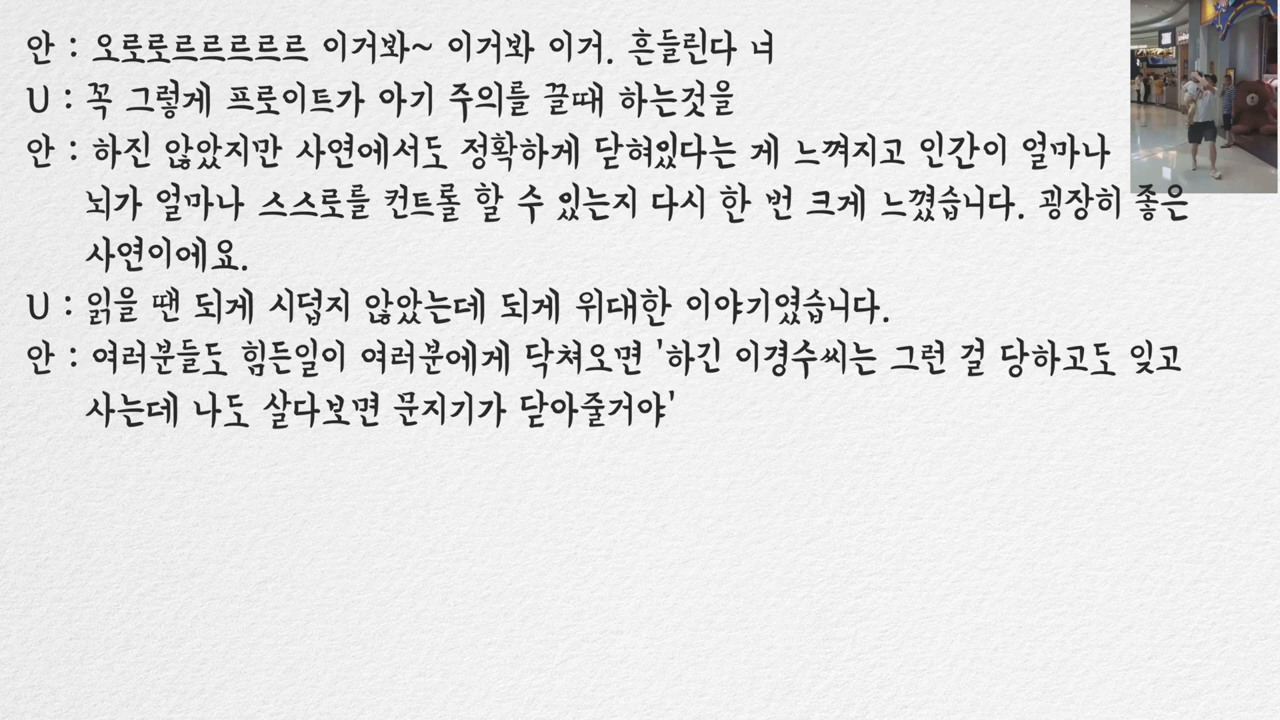 안 : 오로로르르르르르 이거봐~ 이거봐 이거. 흔들린다 너
U : 꼭 그렇게 프로이트가 아기 주의를 끌때 하는것을
안 : 하진 않았지만 사연에서도 정확하게 닫혀있다는 게 느껴지고 인간이 얼마나
뇌가 얼마나 스스로를 컨트롤 할 수 있는지 다시 한 번 크게 느꼈습니다. 굉장히 좋은
사연이에요.
U : 읽을 땐 되게 시덥지 않았는데 되게 위대한 이야기였습니다.
안 : 여러분들도 힘든일이 여러분에게 닥쳐오면 '하긴 이경수씨는 그런 걸 당하고도 잊고
사는데 나도 살다보면 문지기가 닫아줄거야'